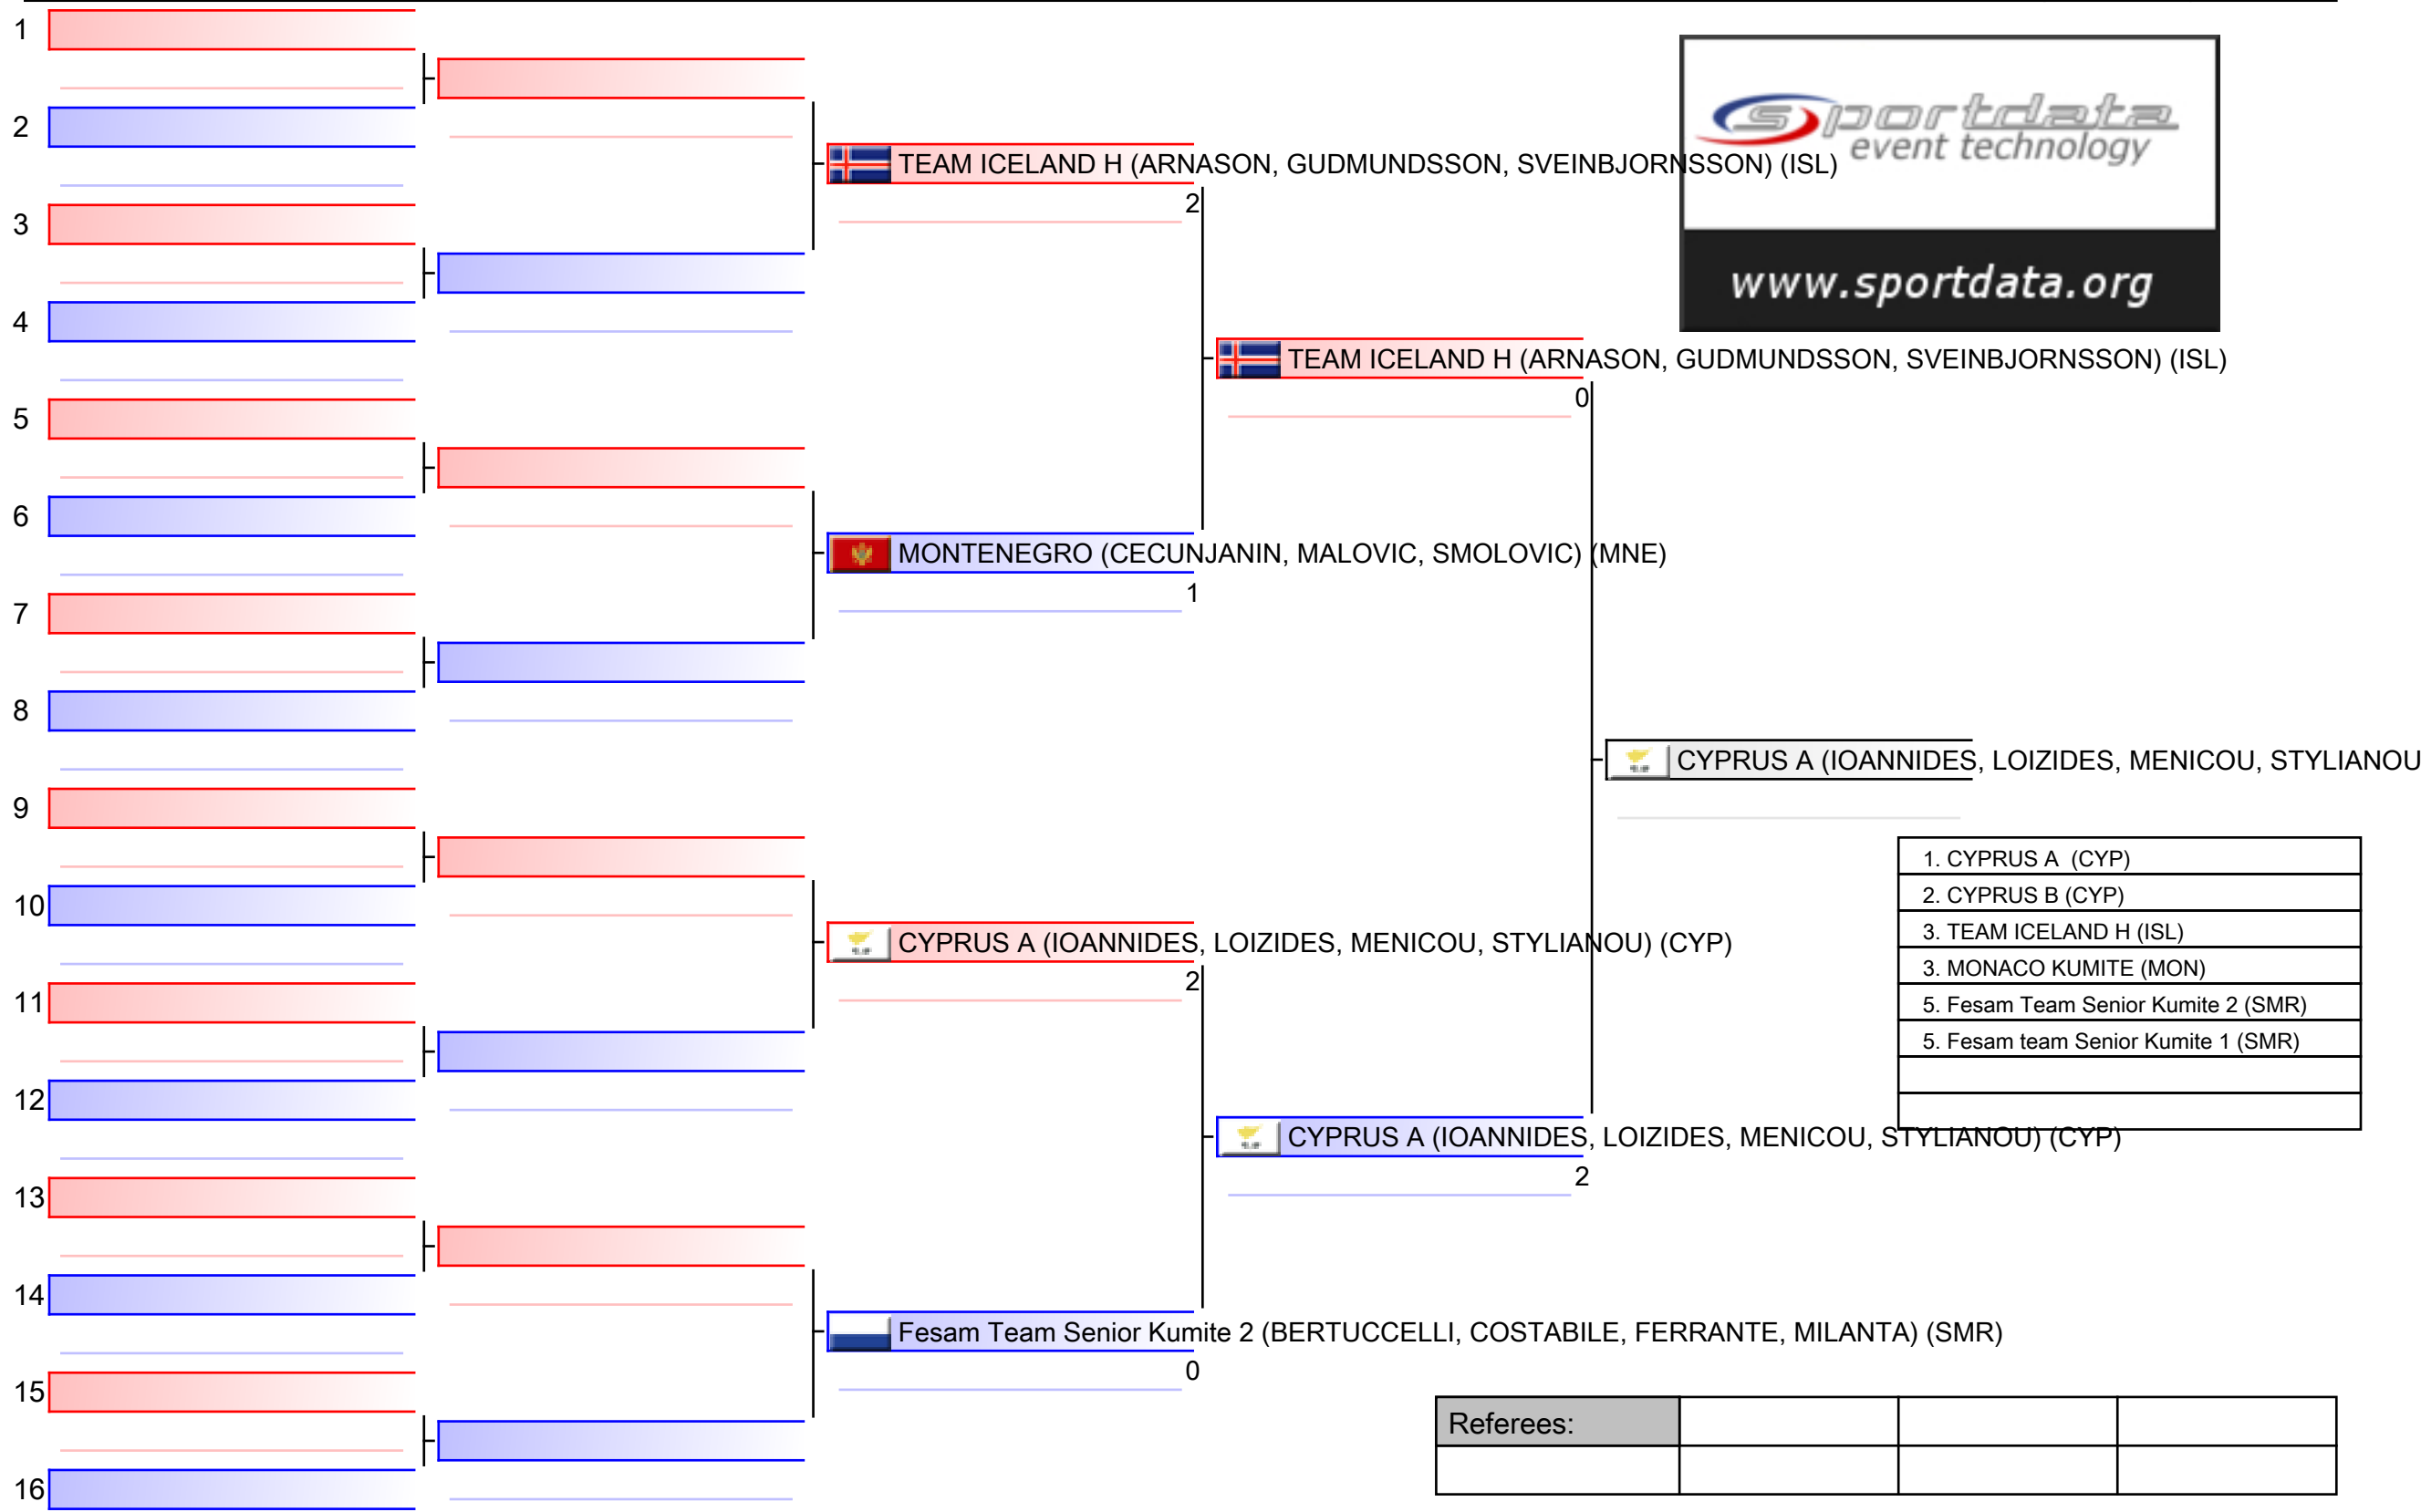 1
2
3
4
5
6
7
8
9
10
11
12
13
14
15
16
TEAM ICELAND H (ARNASON, GUDMUNDSSON, SVEINBJORNSSON) (ISL)
2
MONTENEGRO (CECUNJANIN, MALOVIC, SMOLOVIC) (MNE)
1
CYPRUS A (IOANNIDES, LOIZIDES, MENICOU, STYLIANOU) (CYP)
2
Fesam Team Senior Kumite 2 (BERTUCCELLI, COSTABILE, FERRANTE, MILANTA) (SMR)
0
TEAM ICELAND H (ARNASON, GUDMUNDSSON, SVEINBJORNSSON) (ISL)
0
CYPRUS A (IOANNIDES, LOIZIDES, MENICOU, STYLIANOU) (CYP)
2
CYPRUS A (IOANNIDES, LOIZIDES, MENICOU, STYLIANOU
sportdata
event technology
www.sportdata.org
1. CYPRUS A (CYP)
2. CYPRUS B (CYP)
3. TEAM ICELAND H (ISL)
3. MONACO KUMITE (MON)
5. Fesam Team Senior Kumite 2 (SMR)
5. Fesam team Senior Kumite 1 (SMR)
Referees: